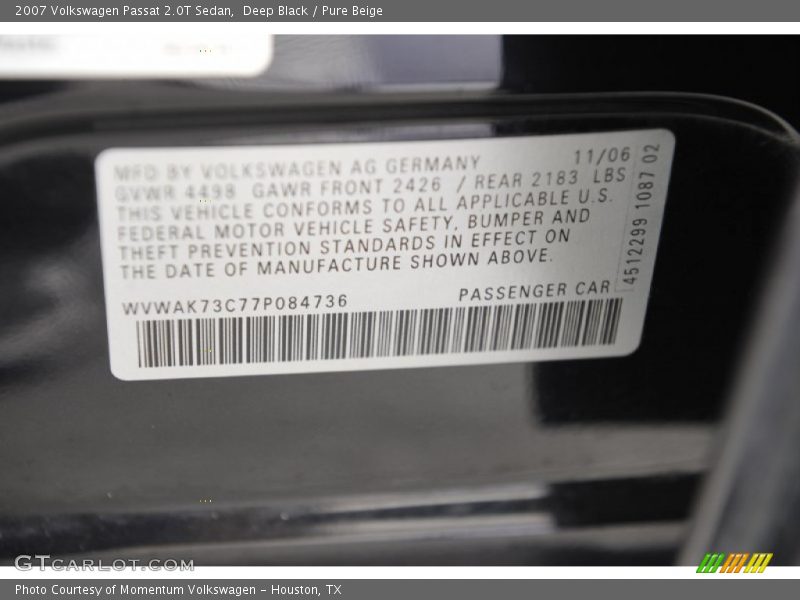 2007 Volkswagen Passat 2.0T Sedan,  Deep Black / Pure Beige
MFD BY VOLKSWAGEN AG GERMANY 11/06
GVWR 4498 GAWR FRONT 2426 / REAR 2183 LBS
THIS VEHICLE CONFORMS TO ALL APPLICABLE U.S.
FEDERAL MOTOR VEHICLE SAFETY, BUMPER AND
THEFT PREVENTION STANDARDS IN EFFECT ON
THE DATE OF MANUFACTURE SHOWN ABOVE.
4512299 1087 02
WVWAK73C77P084736 PASSENGER CAR
GTCARLOT.COM
Photo Courtesy of Momentum Volkswagen - Houston, TX